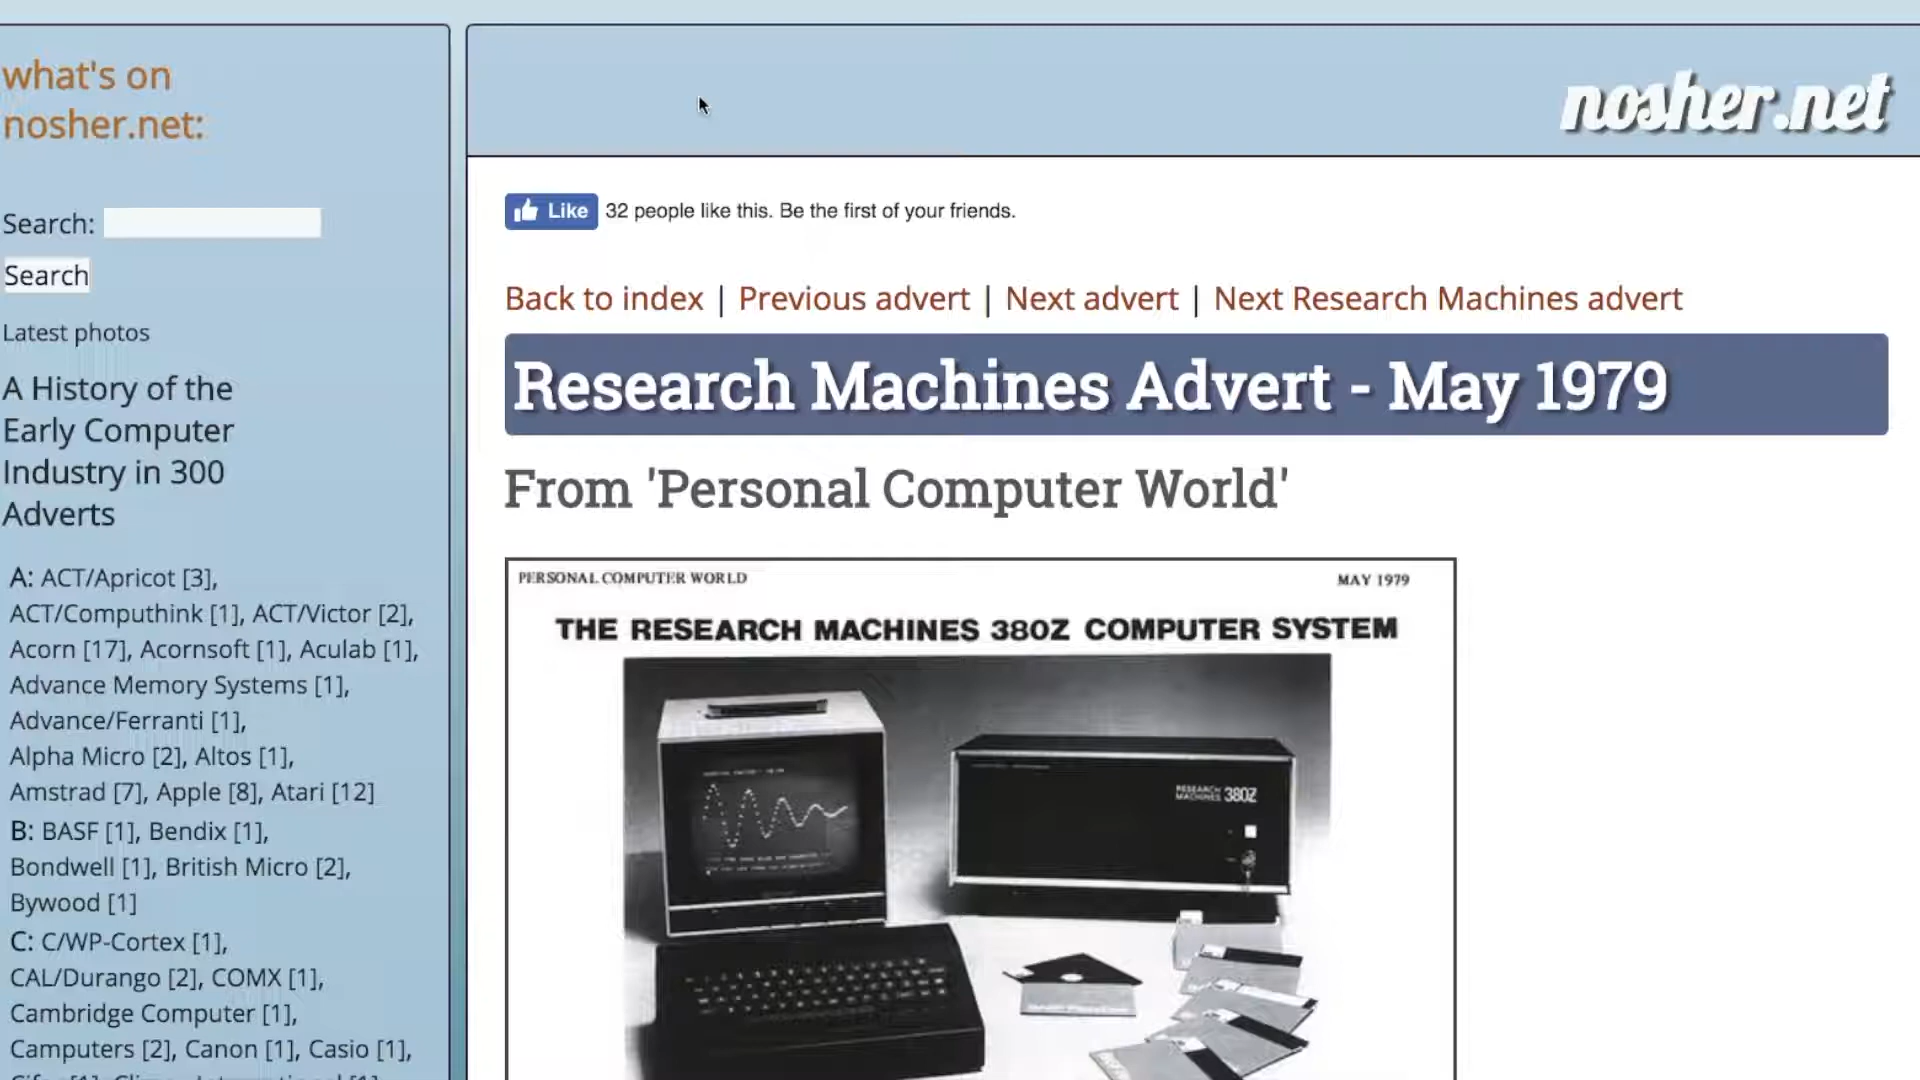 what's on
nosher.net:
Search:
Search
Latest photos
A History of the
Early Computer
Industry in 300
Adverts
A: ACT/Apricot [3],
ACT/Computhink [1], ACT/Victor [2],
Acorn [17], Acornsoft [1], Aculab [1],
Advance Memory Systems [1],
Advance/Ferranti [1],
Alpha Micro [2], Altos [1],
Amstrad [7], Apple [8], Atari [12]
B: BASF [1], Bendix [1],
Bondwell [1], British Micro [2],
Bywood [1]
C: C/WP-Cortex [1],
CAL/Durango [2], COMX [1],
Cambridge Computer [1],
Camputers [2], Canon [1], Casio [1],
nosher.net
Like 32 people like this. Be the first of your friends.
Back to index | Previous advert | Next advert | Next Research Machines advert
Research Machines Advert - May 1979
From 'Personal Computer World'
PERSONAL COMPUTER WORLD
MAY 1979
THE RESEARCH MACHINES 380Z COMPUTER SYSTEM
RESEARCH
MACHINES 380Z